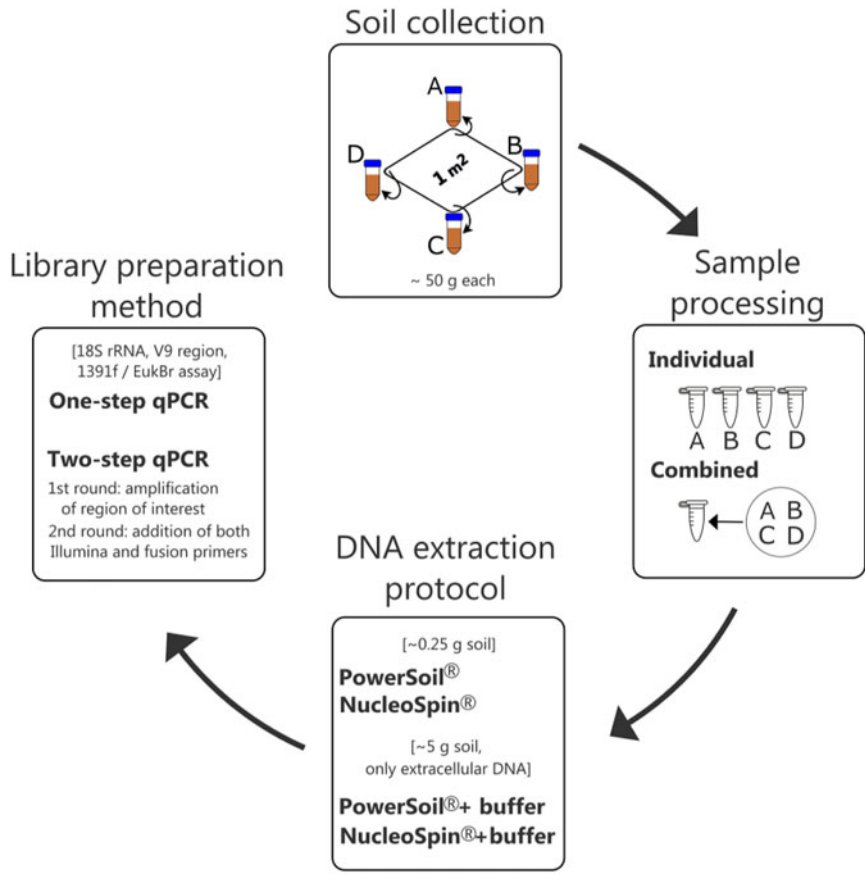 Soil collection
A
B
D
1 m²
C
~ 50 g each
Sample
processing
Individual
A B C D
Combined
A B
C D
DNA extraction
protocol
[~0.25 g soil]
PowerSoil®
NucleoSpin®
[~5 g soil,
only extracellular DNA]
PowerSoil®+ buffer
NucleoSpin®+buffer
Library preparation
method
[18S rRNA, V9 region,
1391f / EukBr assay]
One-step qPCR
Two-step qPCR
1st round: amplification
of region of interest
2nd round: addition of both
Illumina and fusion primers